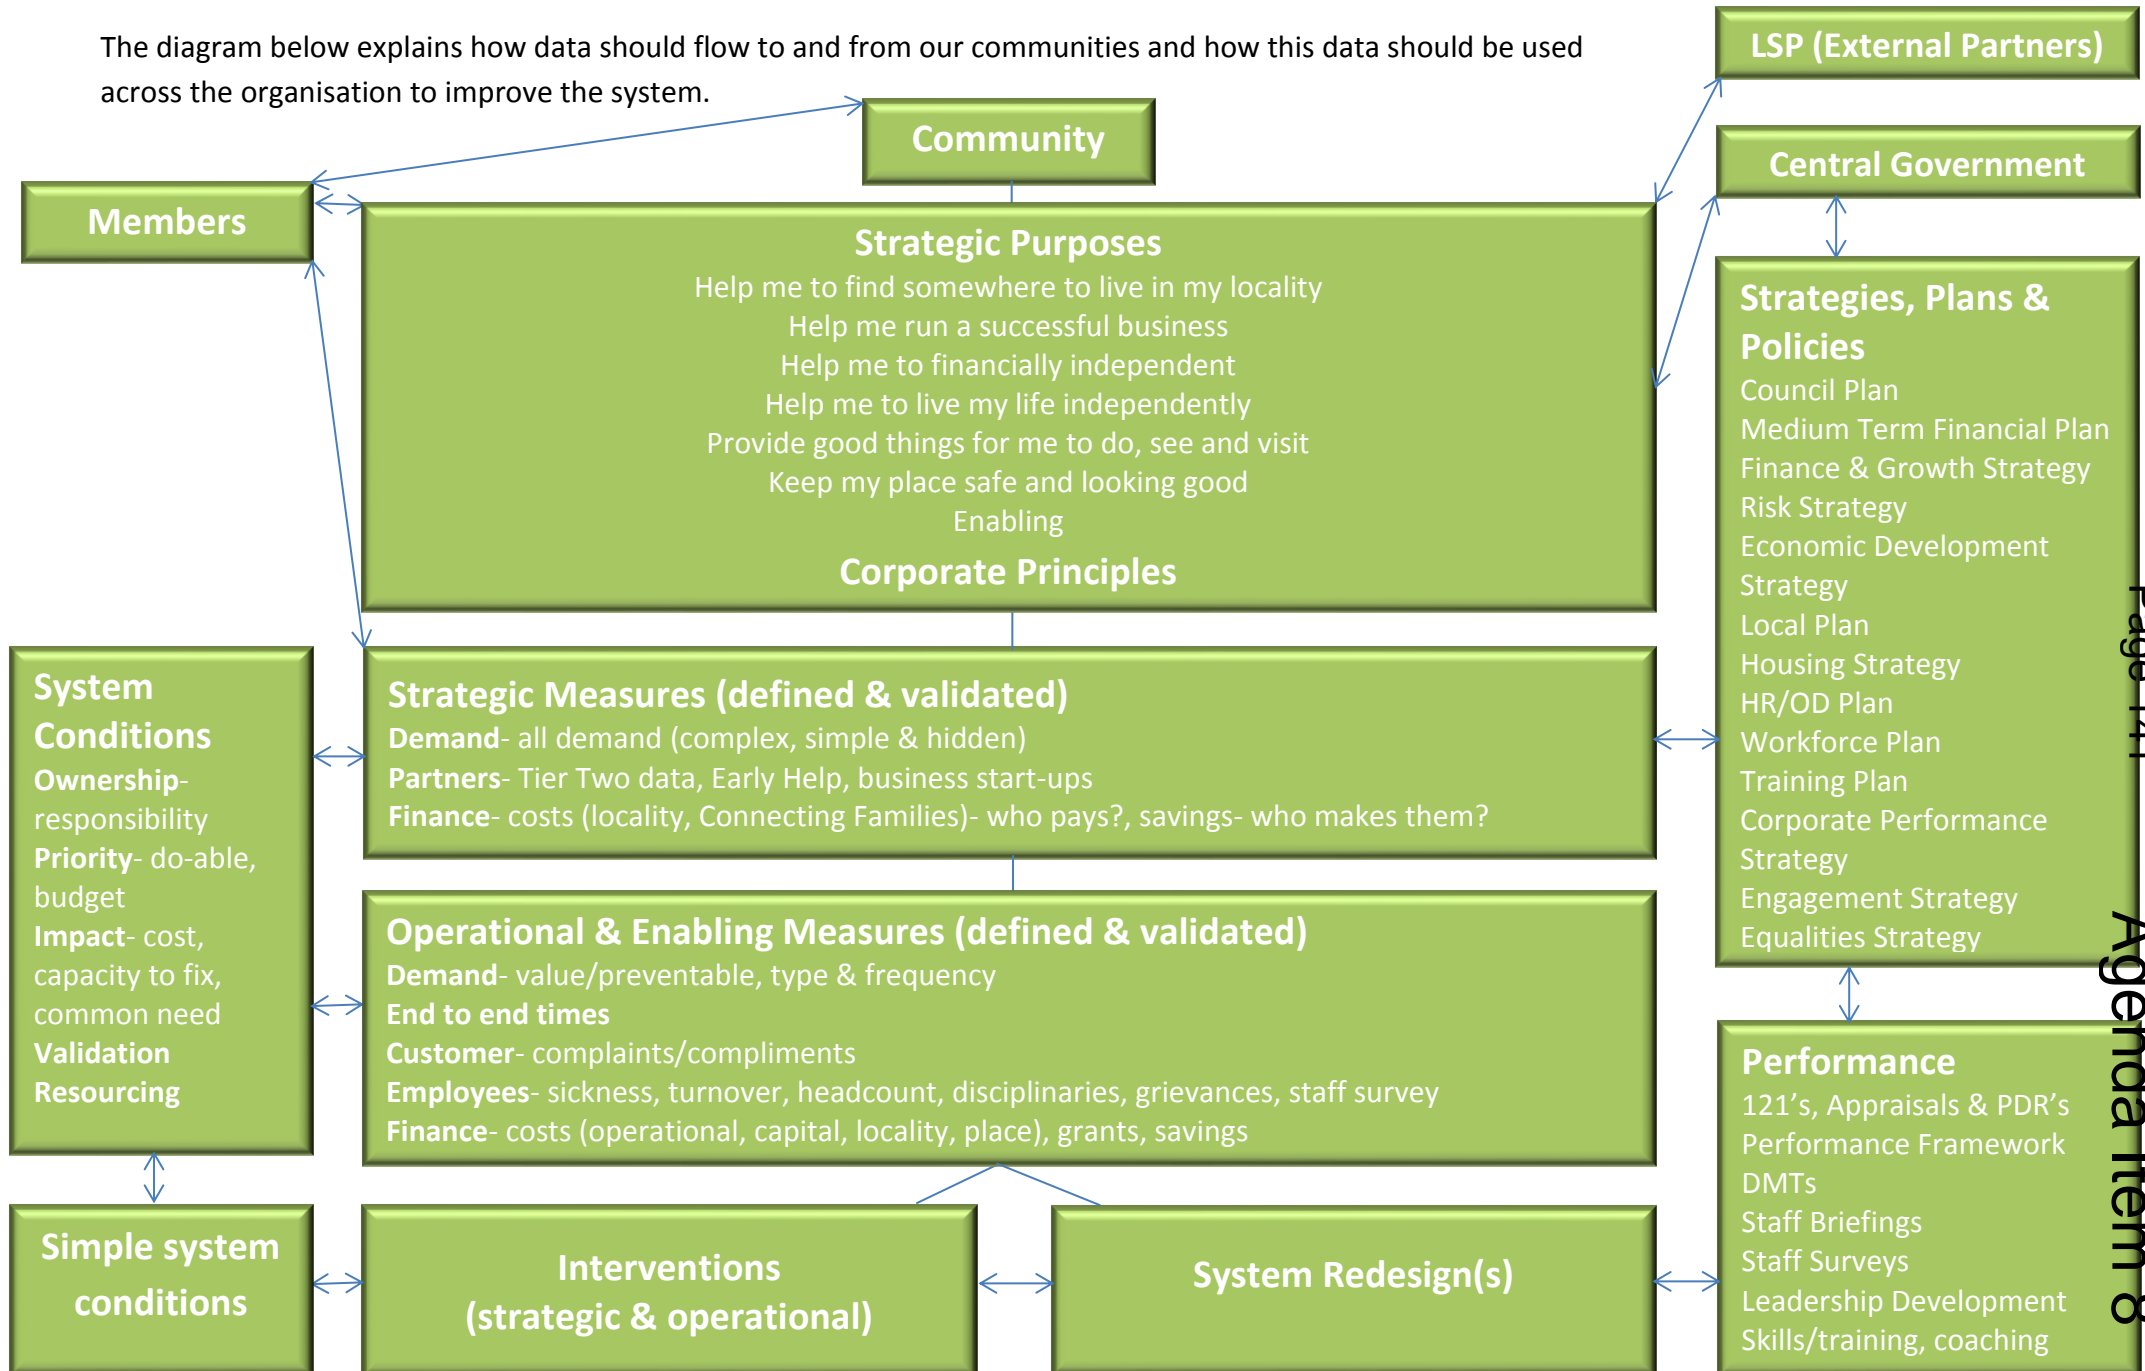 The diagram below explains how data should flow to and from our communities and how this data should be used
across the organisation to improve the system.
LSP (External Partners)
Community
Central Government
Members
Strategic Purposes
Help me to find somewhere to live in my locality
Help me run a successful business
Help me to financially independent
Help me to live my life independently
Provide good things for me to do, see and visit
Keep my place safe and looking good
Enabling
Corporate Principles
Strategies, Plans &
Policies
Council Plan
Medium Term Financial Plan
Finance & Growth Strategy
Risk Strategy
Economic Development
Strategy
Local Plan
Housing Strategy
HR/OD Plan
Workforce Plan
Training Plan
Corporate Performance
Strategy
Engagement Strategy
Equalities Strategy
System
Conditions
Ownership-
responsibility
Priority- do-able,
budget
Impact- cost,
capacity to fix,
common need
Validation
Resourcing
Strategic Measures (defined & validated)
Demand- all demand (complex, simple & hidden)
Partners- Tier Two data, Early Help, business start-ups
Finance- costs (locality, Connecting Families)- who pays?, savings- who makes them?
Operational & Enabling Measures (defined & validated)
Demand- value/preventable, type & frequency
End to end times
Customer- complaints/compliments
Employees- sickness, turnover, headcount, disciplinaries, grievances, staff survey
Finance- costs (operational, capital, locality, place), grants, savings
Performance
121's, Appraisals & PDR's
Performance Framework
DMTs
Staff Briefings
Staff Surveys
Leadership Development
Skills/training, coaching
Simple system
conditions
Interventions
(strategic & operational)
System Redesign(s)
Page
Agenda Item 8